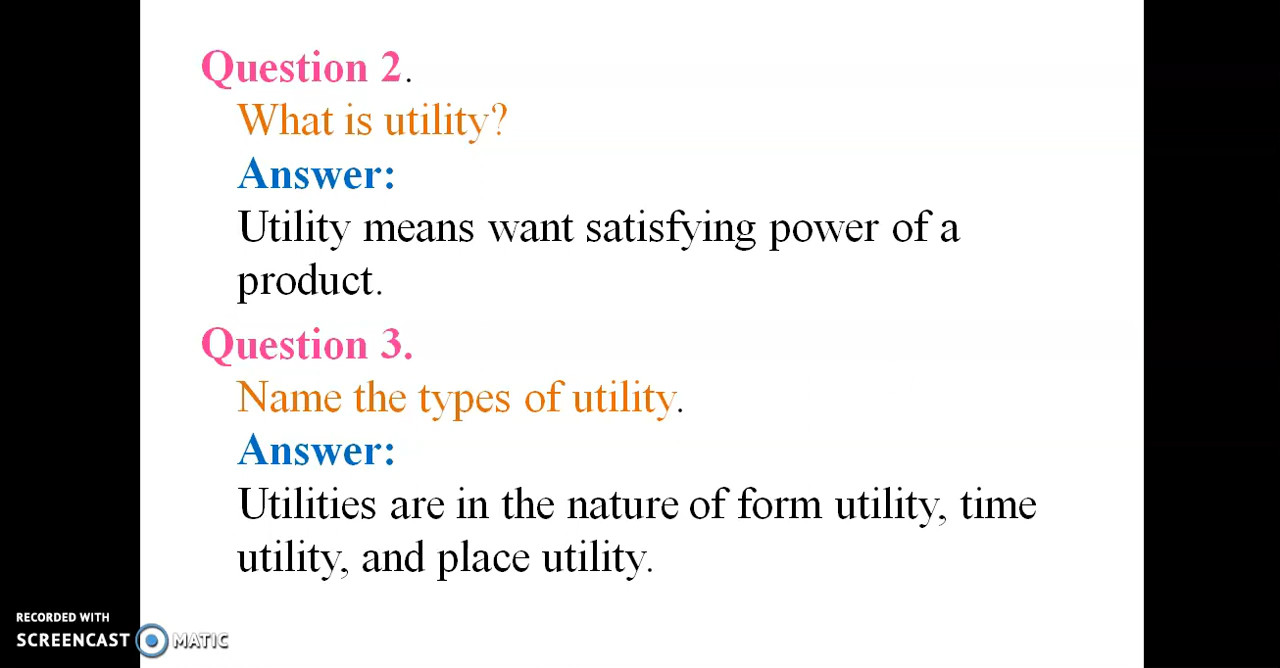 Question 2.
What is utility?
Answer:
Utility means want satisfying power of a
product.
Question 3.
Name the types of utility.
Answer:
Utilities are in the nature of form utility, time
utility, and place utility.
RECORDED WITH
SCREENCAST MATIC